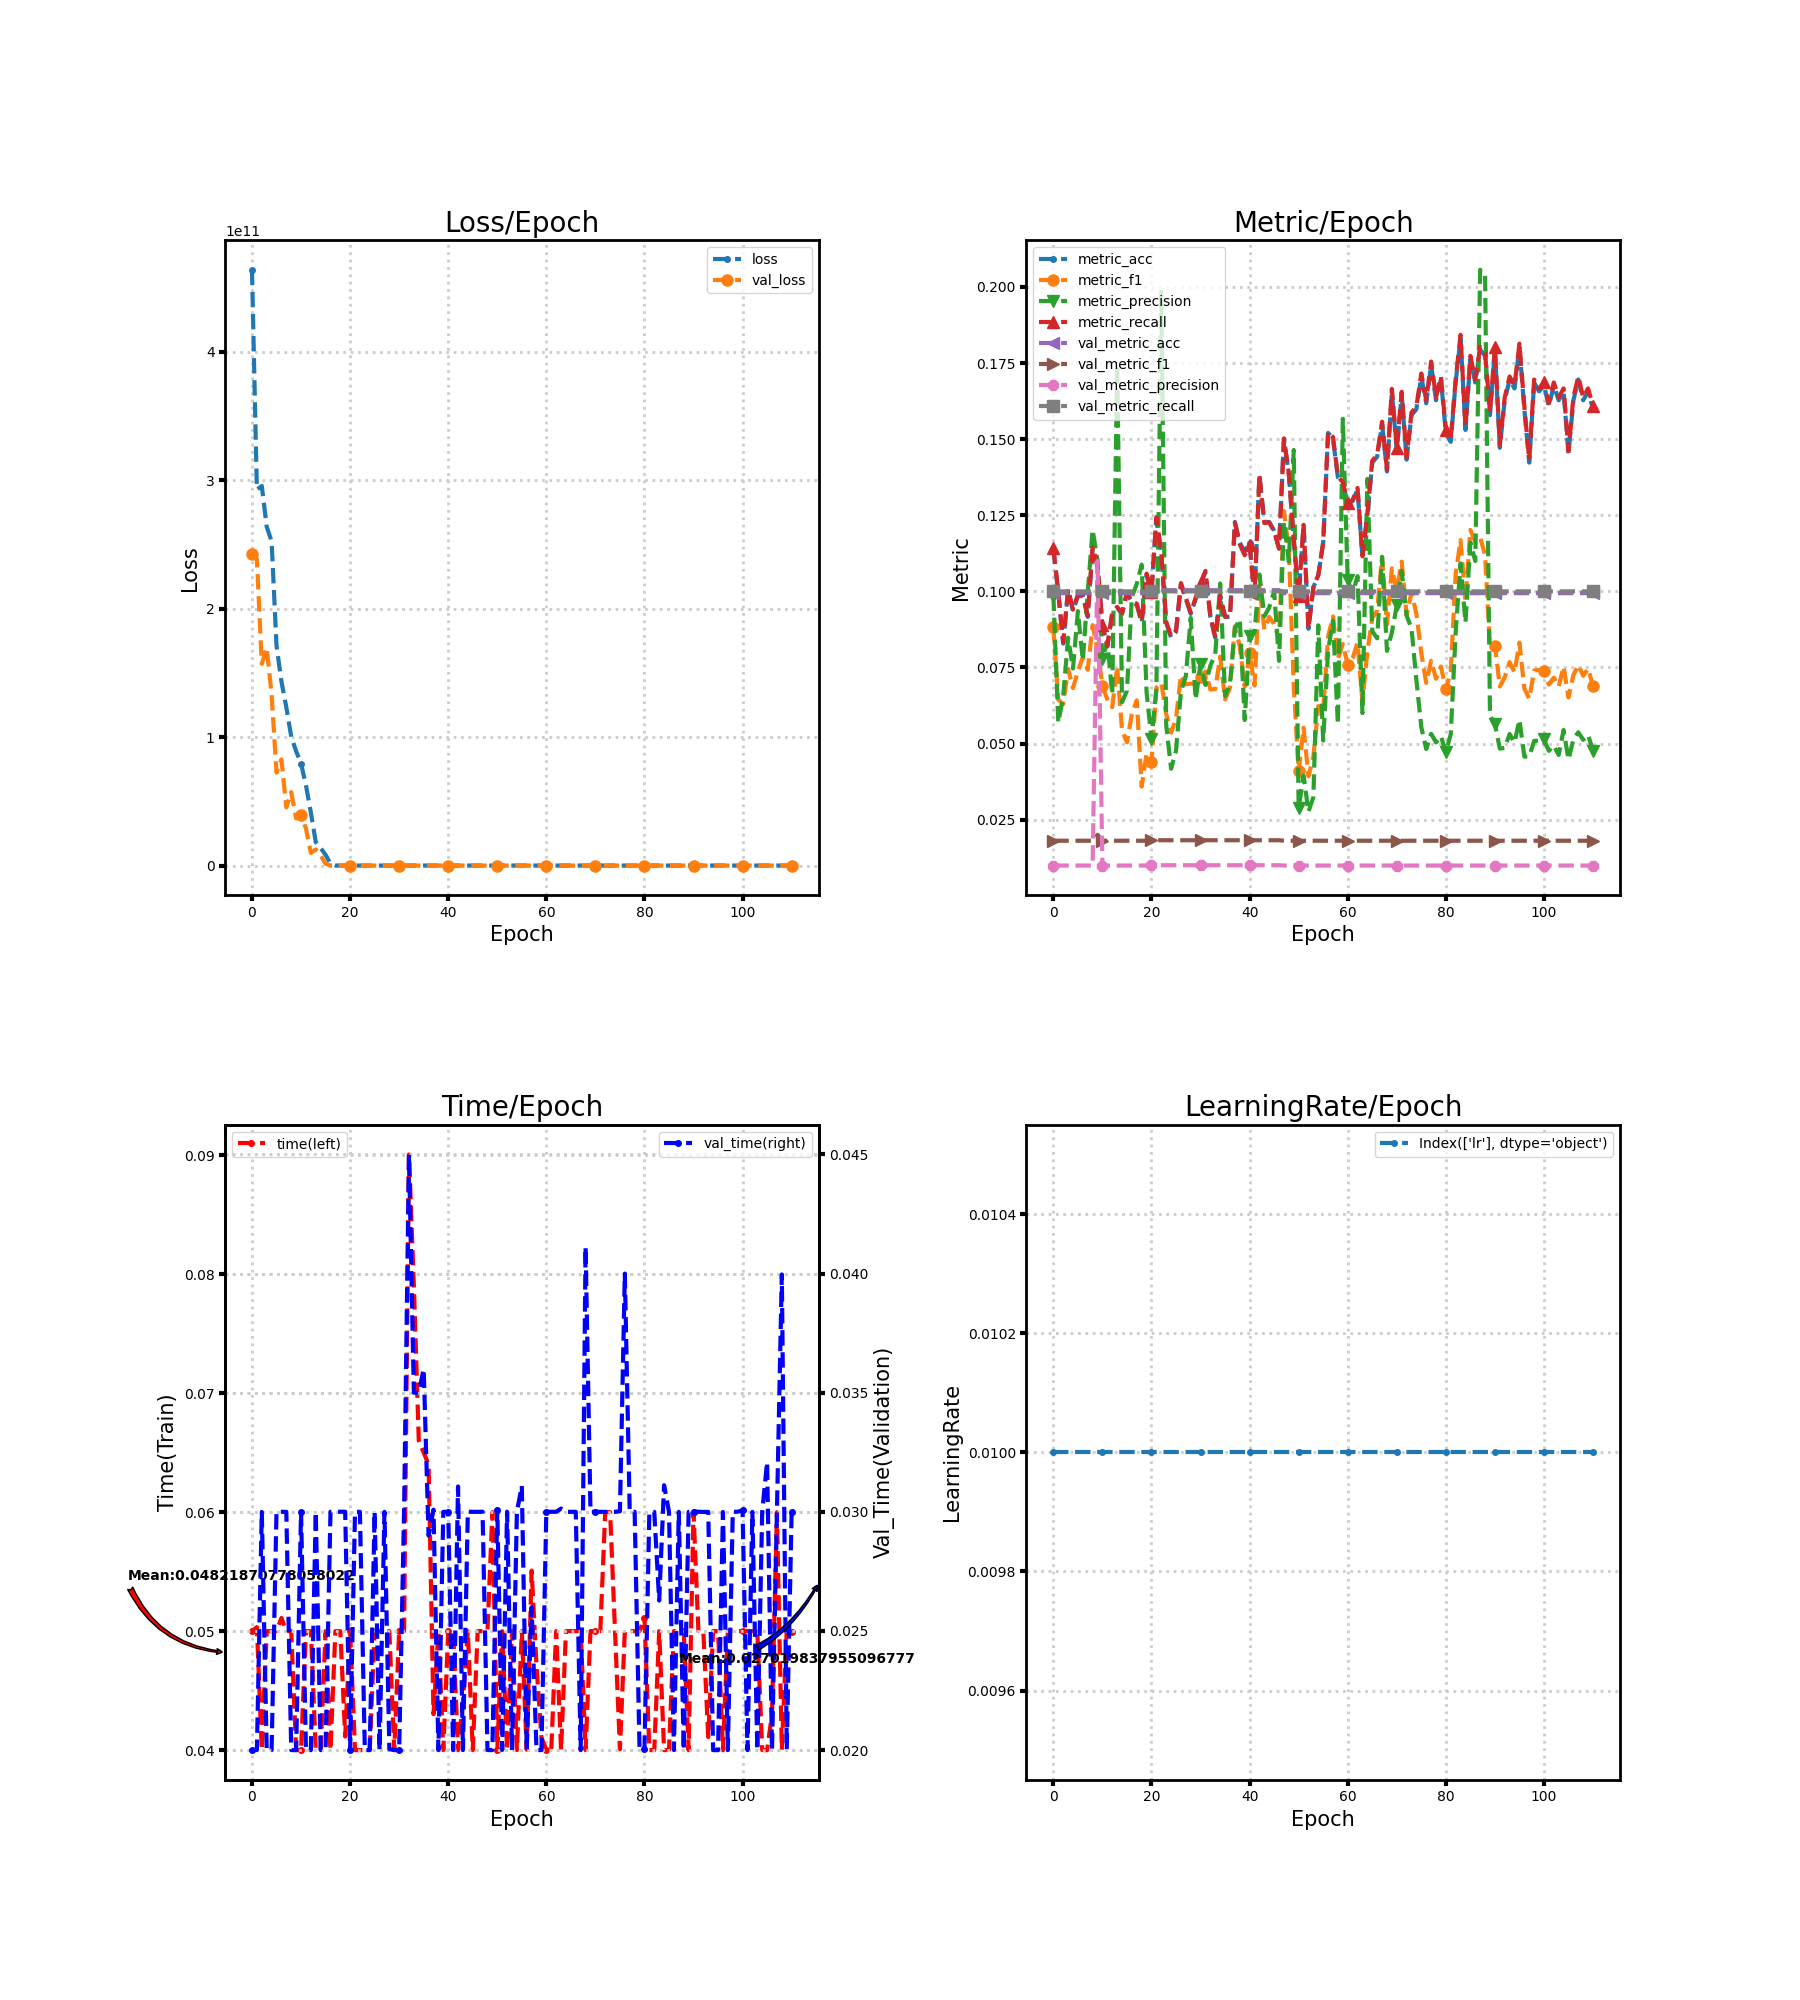 Loss/Epoch
1e11
loss
val_loss
4
3
2
1
0
Loss
0 20 40 60 80 100
Epoch
Metric/Epoch
metric_acc
metric_f1
metric_precision
metric_recall
val_metric_acc
val_metric_f1
val_metric_precision
val_metric_recall
0.200
0.175
0.150
0.125
0.100
0.075
0.050
0.025
Metric
0 20 40 60 80 100
Epoch
Time/Epoch
time(left)
val_time(right)
0.09
0.08
0.07
0.06
0.05
0.04
Time(Train)
0.045
0.040
0.035
0.030
0.025
0.020
Val_Time(Validation)
Mean:0.027019837955096777
0 20 40 60 80 100
Epoch
LearningRate/Epoch
Index(['lr'], dtype='object')
0.0104
0.0102
0.0100
0.0098
0.0096
LearningRate
0 20 40 60 80 100
Epoch